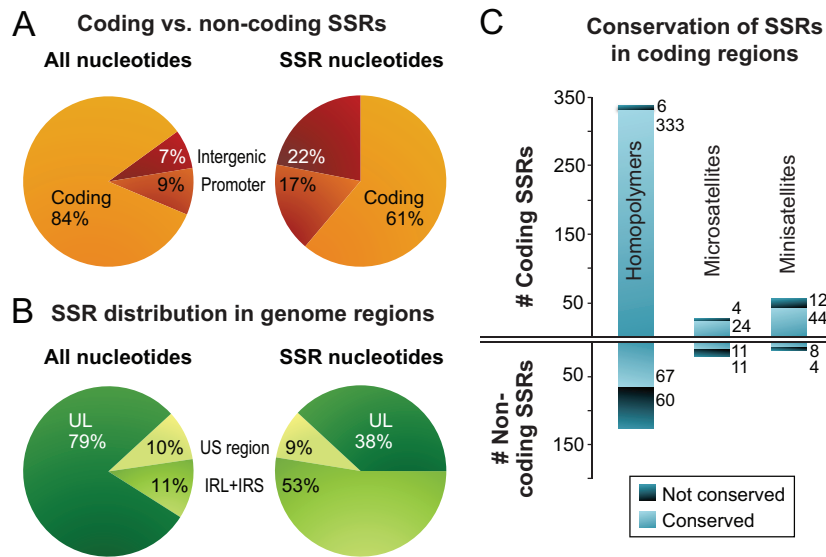 A
Coding vs. non-coding SSRs
All nucleotides
SSR nucleotides
7%
Intergenic
22%
9%
Promoter
17%
Coding
84%
Coding
61%
B
SSR distribution in genome regions
All nucleotides
SSR nucleotides
UL
79%
UL
38%
10%
US region
9%
11%
IRL+IRS
53%
C
Conservation of SSRs
in coding regions
# Coding SSRs
350
250
150
50
Homopolymers
Microsatellites
Minisatellites
6
333
4
24
12
44
# Non-
coding SSRs
50
150
67
60
11
11
8
4
Not conserved
Conserved